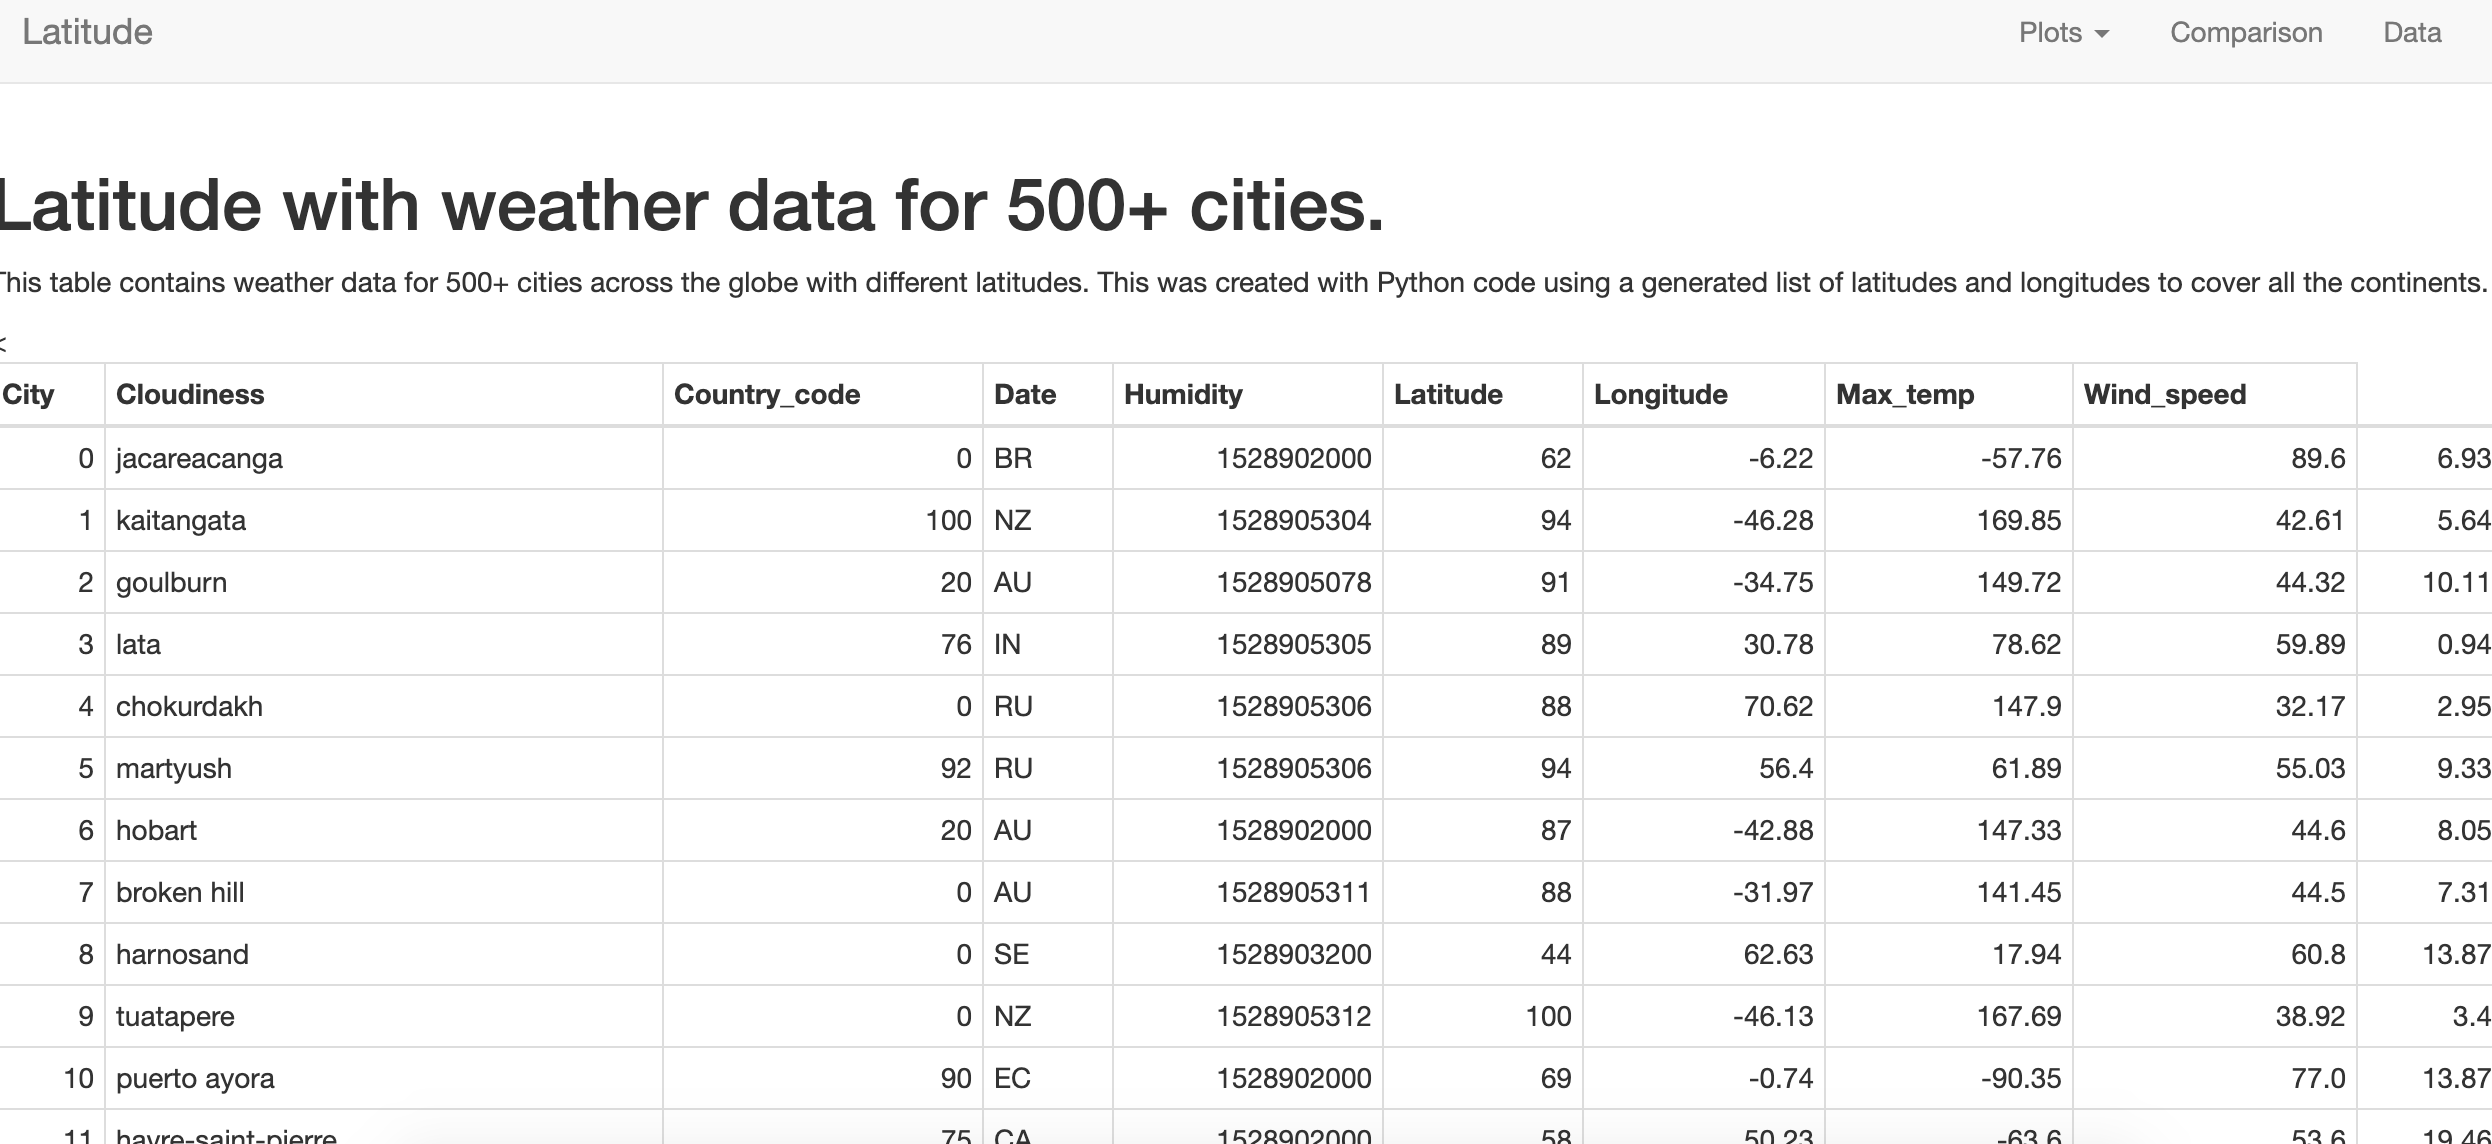 Latitude Plots Comparison Data
Latitude with weather data for 500+ cities.
This table contains weather data for 500+ cities across the globe with different latitudes. This was created with Python code using a generated list of latitudes and longitudes to cover all the continents.
<
City Cloudiness Country_code Date Humidity Latitude Longitude Max_temp Wind_speed
0 jacareacanga 0 BR 1528902000 62 -6.22 -57.76 89.6 6.93
1 kaitangata 100 NZ 1528905304 94 -46.28 169.85 42.61 5.64
2 goulburn 20 AU 1528905078 91 -34.75 149.72 44.32 10.11
3 lata 76 IN 1528905305 89 30.78 78.62 59.89 0.94
4 chokurdakh 0 RU 1528905306 88 70.62 147.9 32.17 2.95
5 martyush 92 RU 1528905306 94 56.4 61.89 55.03 9.33
6 hobart 20 AU 1528902000 87 -42.88 147.33 44.6 8.05
7 broken hill 0 AU 1528905311 88 -31.97 141.45 44.5 7.31
8 harnosand 0 SE 1528903200 44 62.63 17.94 60.8 13.87
9 tuatapere 0 NZ 1528905312 100 -46.13 167.69 38.92 3.4
10 puerto ayora 90 EC 1528902000 69 -0.74 -90.35 77.0 13.87
11 havre-saint-pierre 75 CA 1528902000 58 50.23 -63.6 53.6 19.46